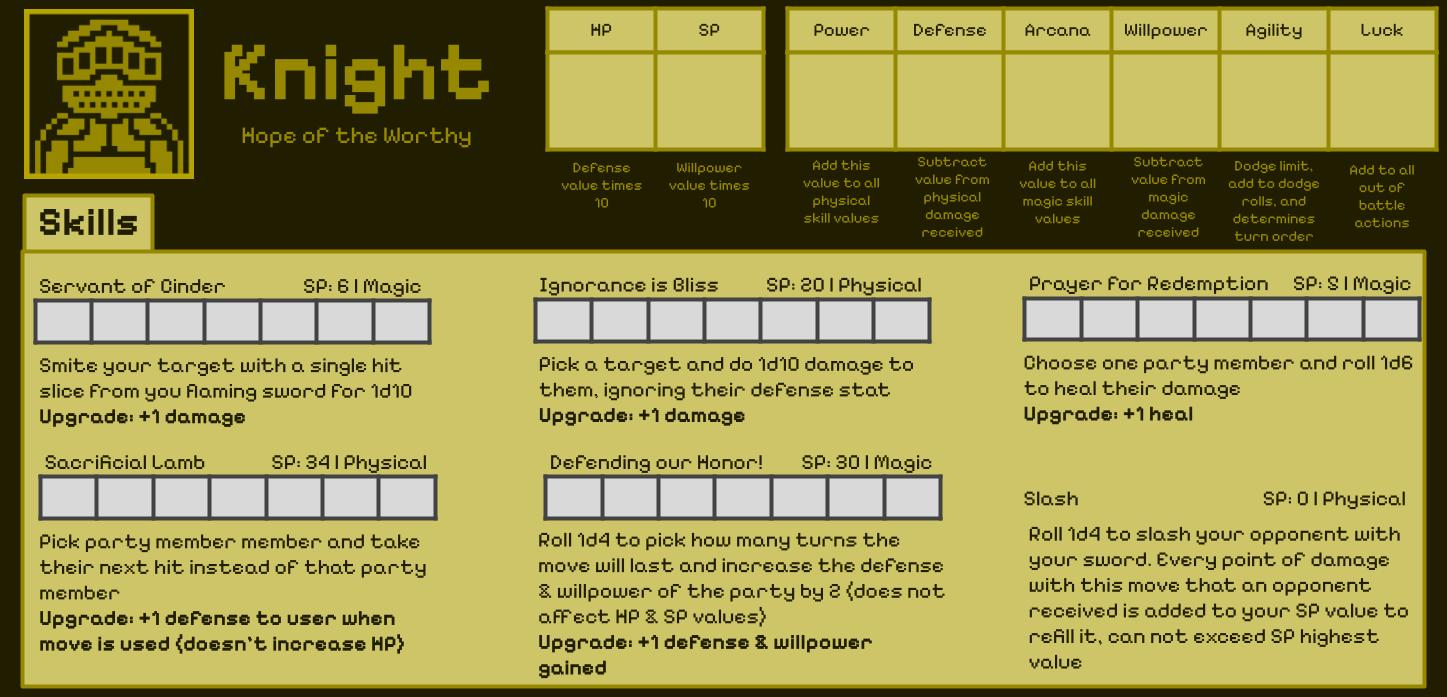 Knight
Hope of the Worthy
HP SP Power Defense Arcana Willpower Agility Luck
Defense
value times
10
Willpower
value times
10
Add this
value to all
physical
skill values
Subtract
value from
physical
damage
received
Add this
value to all
magic skill
values
Subtract
value from
magic
damage
received
Dodge limit,
add to dodge
rolls, and
determines
turn order
Add to all
out of
battle
actions
Skills
Servant of Cinder SP: 6 | Magic
Smite your target with a single hit
slice from you flaming sword for 1d10
Upgrade: +1 damage
Ignorance is Bliss SP: 20 | Physical
Pick a target and do 1d10 damage to
them, ignoring their defense stat
Upgrade: +1 damage
Prayer for Redemption SP: 5 | Magic
Choose one party member and roll 1d6
to heal their damage
Upgrade: +1 heal
Sacrificial Lamb SP: 34 | Physical
Pick party member member and take
their next hit instead of that party
member
Upgrade: +1 defense to user when
move is used (doesn't increase HP)
Defending our Honor! SP: 30 | Magic
Roll 1d4 to pick how many turns the
move will last and increase the defense
& willpower of the party by 2 (does not
affect HP & SP values)
Upgrade: +1 defense & willpower
gained
Slash SP: 0 | Physical
Roll 1d4 to slash your opponent with
your sword. Every point of damage
with this move that an opponent
received is added to your SP value to
refill it, can not exceed SP highest
value